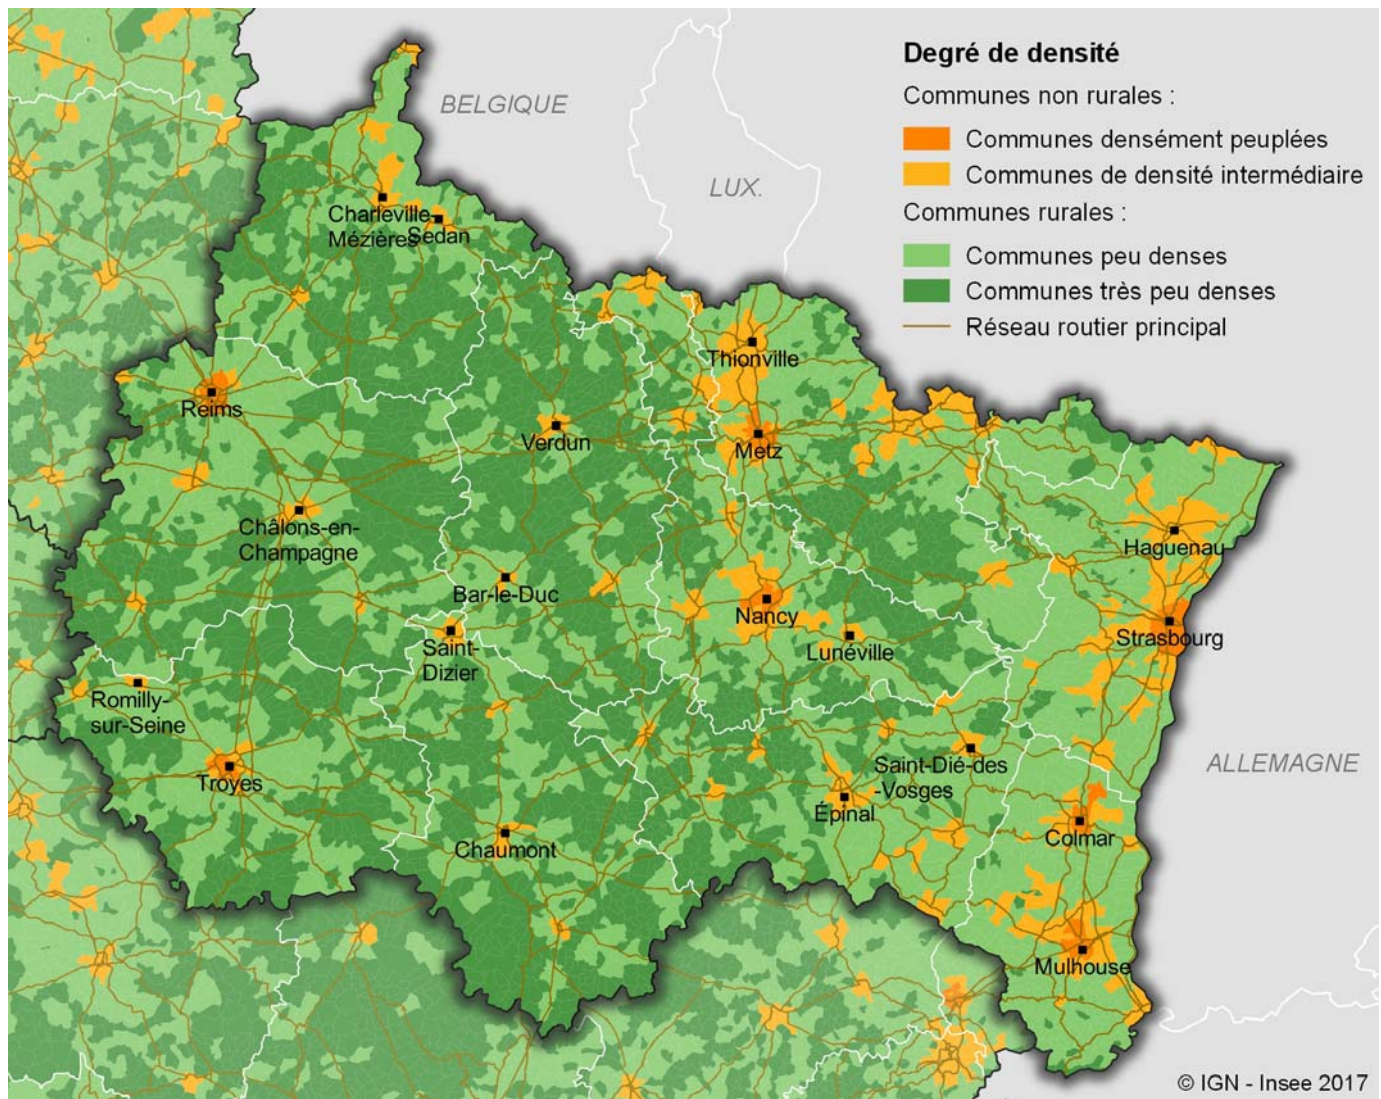 Degré de densité
Communes non rurales :
Communes densément peuplées
Communes de densité intermédiaire
Communes rurales :
Communes peu denses
Communes très peu denses
Réseau routier principal
BELGIQUE
LUX.
Charleville-
Mézières
Sedan
Thionville
Reims
Verdun
Metz
Châlons-en-
Champagne
Haguenau
Bar-le-Duc
Nancy
Strasbourg
Saint-
Dizier
Lunéville
Romilly-
sur-Seine
Troyes
Saint-Dié-des
-Vosges
ALLEMAGNE
Épinal
Colmar
Chaumont
Mulhouse
© IGN - Insee 2017